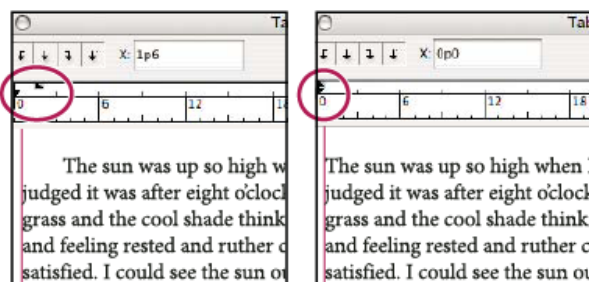 Ta
X: 1p6
0 6 12 18
The sun was up so high w
judged it was after eight o'clock
grass and the cool shade think
and feeling rested and ruther c
satisfied. I could see the sun ou
Tab
X: 0p0
0 6 12 18
The sun was up so high when
judged it was after eight o'clock
grass and the cool shade think
and feeling rested and ruther c
satisfied. I could see the sun ou